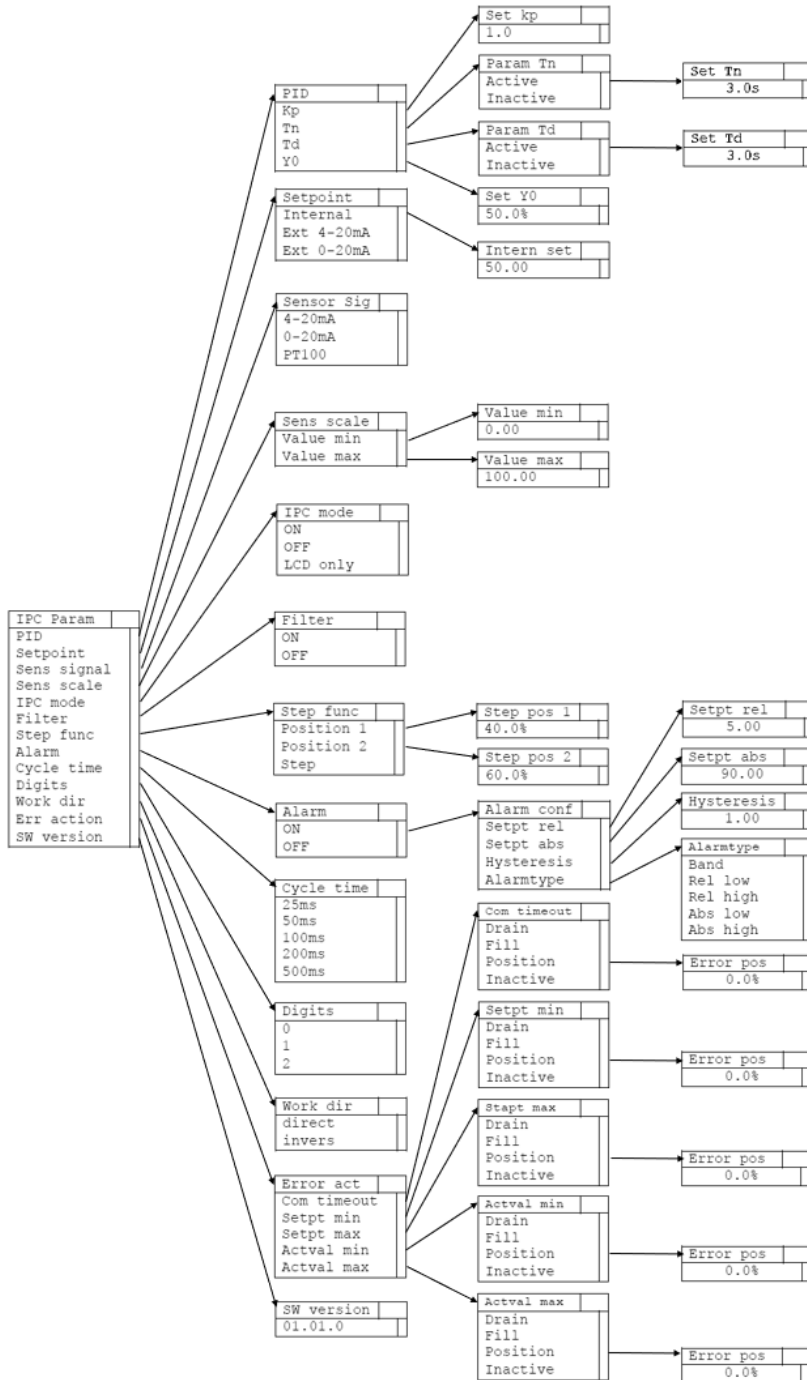 IPC Param
PID
Setpoint
Sens signal
Sens scale
IPC mode
Filter
Step func
Alarm
Cycle time
Digits
Work dir
Err action
SW version
PID
Kp
Tn
Td
Y0
Set kp
1.0
Param Tn
Active
Inactive
Set Tn
3.0s
Param Td
Active
Inactive
Set Td
3.0s
Set Y0
50.0%
Setpoint
Internal
Ext 4-20mA
Ext 0-20mA
Intern set
50.00
Sensor Sig
4-20mA
0-20mA
PT100
Sens scale
Value min
Value max
Value min
0.00
Value max
100.00
IPC mode
ON
OFF
LCD only
Filter
ON
OFF
Step func
Position 1
Position 2
Step
Step pos 1
40.0%
Step pos 2
60.0%
Alarm
ON
OFF
Alarm conf
Setpt rel
Setpt abs
Hysteresis
Alarmtype
Setpt rel
5.00
Setpt abs
90.00
Hysteresis
1.00
Alarmtype
Band
Rel low
Rel high
Abs low
Abs high
Cycle time
25ms
50ms
100ms
200ms
500ms
Digits
0
1
2
Work dir
direct
invers
Error act
Com timeout
Setpt min
Setpt max
Actval min
Actval max
Com timeout
Drain
Fill
Position
Inactive
Error pos
0.0%
Setpt min
Drain
Fill
Position
Inactive
Error pos
0.0%
Stapt max
Drain
Fill
Position
Inactive
Error pos
0.0%
Actval min
Drain
Fill
Position
Inactive
Error pos
0.0%
Actval max
Drain
Fill
Position
Inactive
Error pos
0.0%
SW version
01.01.0